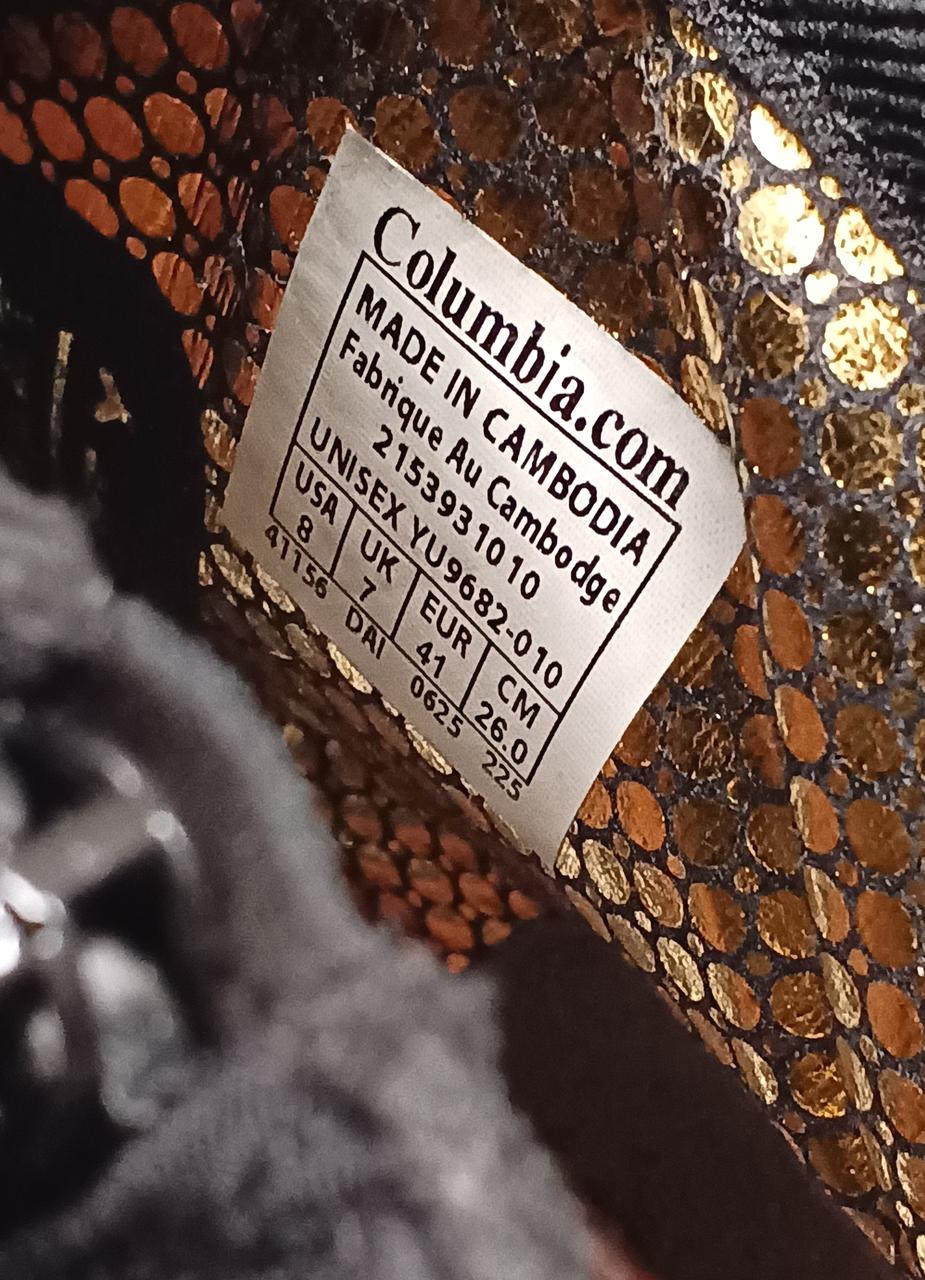 Columbia.com
MADE IN CAMBODIA
Fabrique Au Cambodge
2153931010
UNISEX YU9682-010
USA UK EUR CM
8 7 41 26.0
41156 DAI 0625 225